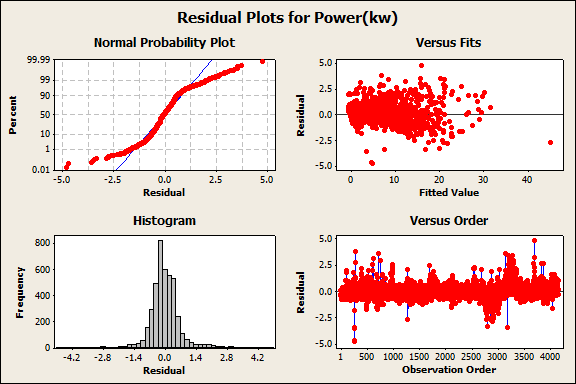 Residual Plots for Power(kw)
Normal Probability Plot
Versus Fits
99.99
99
90
50
10
1
0.01
Percent
-5.0 -2.5 0.0 2.5 5.0
Residual
5.0
2.5
0.0
-2.5
-5.0
Residual
0 10 20 30 40
Fitted Value
Histogram
Versus Order
800
600
400
200
0
Frequency
-4.2 -2.8 -1.4 0.0 1.4 2.8 4.2
Residual
5.0
2.5
0.0
-2.5
-5.0
Residual
1 500 1000 1500 2000 2500 3000 3500 4000
Observation Order